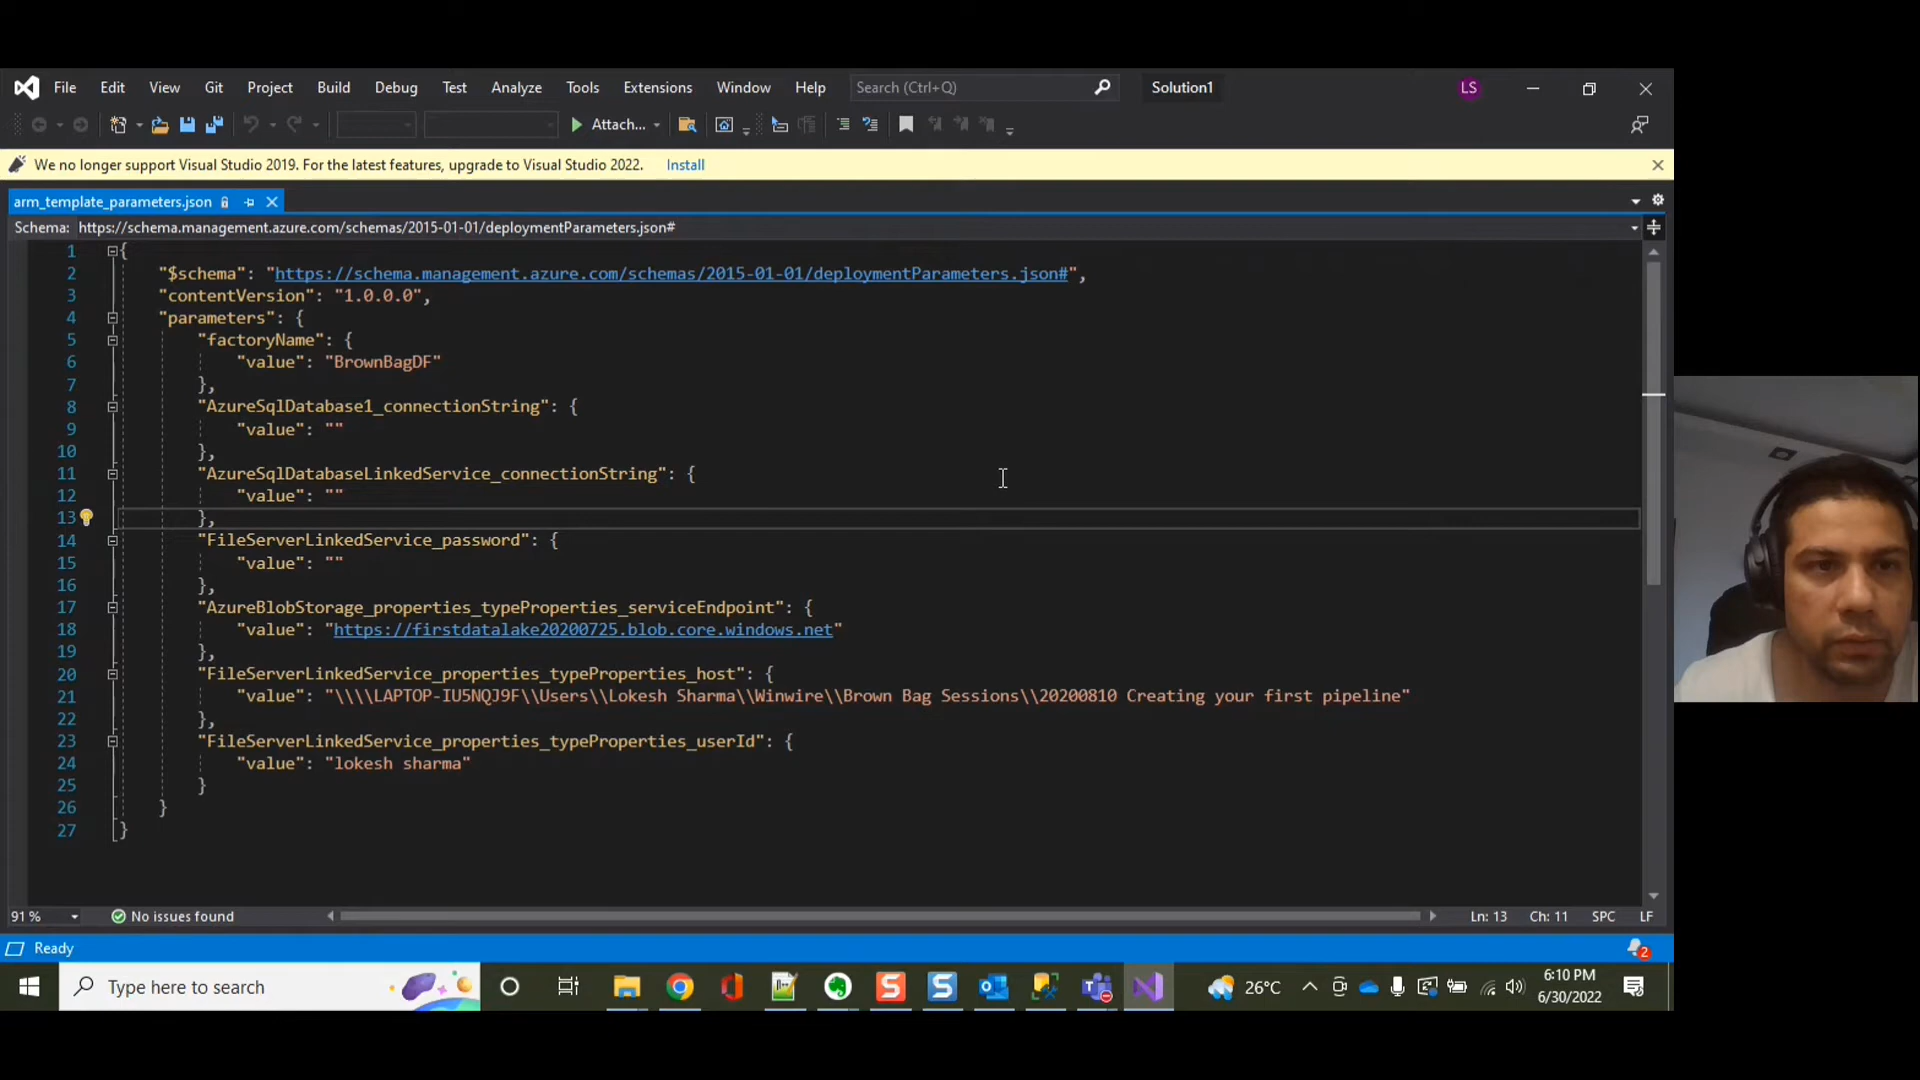 File Edit View Git Project Build Debug Test Analyze Tools Extensions Window Help Search (Ctrl+Q) Solution1 LS
Attach...
We no longer support Visual Studio 2019. For the latest features, upgrade to Visual Studio 2022. Install
arm_template_parameters.json
Schema: https://schema.management.azure.com/schemas/2015-01-01/deploymentParameters.json#
1 {
2 "$schema": "https://schema.management.azure.com/schemas/2015-01-01/deploymentParameters.json#",
3 "contentVersion": "1.0.0.0",
4 "parameters": {
5 "factoryName": {
6 "value": "BrownBagDF"
7 },
8 "AzureSqlDatabase1_connectionString": {
9 "value": ""
10 },
11 "AzureSqlDatabaseLinkedService_connectionString": {
12 "value": ""
13 },
14 "FileServerLinkedService_password": {
15 "value": ""
16 },
17 "AzureBlobStorage_properties_typeProperties_serviceEndpoint": {
18 "value": "https://firstdatalake20200725.blob.core.windows.net"
19 },
20 "FileServerLinkedService_properties_typeProperties_host": {
21 "value": "\\\\LAPTOP-IU5NQJ9F\\Users\\Lokesh Sharma\\Winwire\\Brown Bag Sessions\\20200810 Creating your first pipeline"
22 },
23 "FileServerLinkedService_properties_typeProperties_userId": {
24 "value": "lokesh sharma"
25 }
26 }
27 }
91 % No issues found Ln: 13 Ch: 11 SPC LF
Ready 2
Type here to search 26°C 6:10 PM
6/30/2022